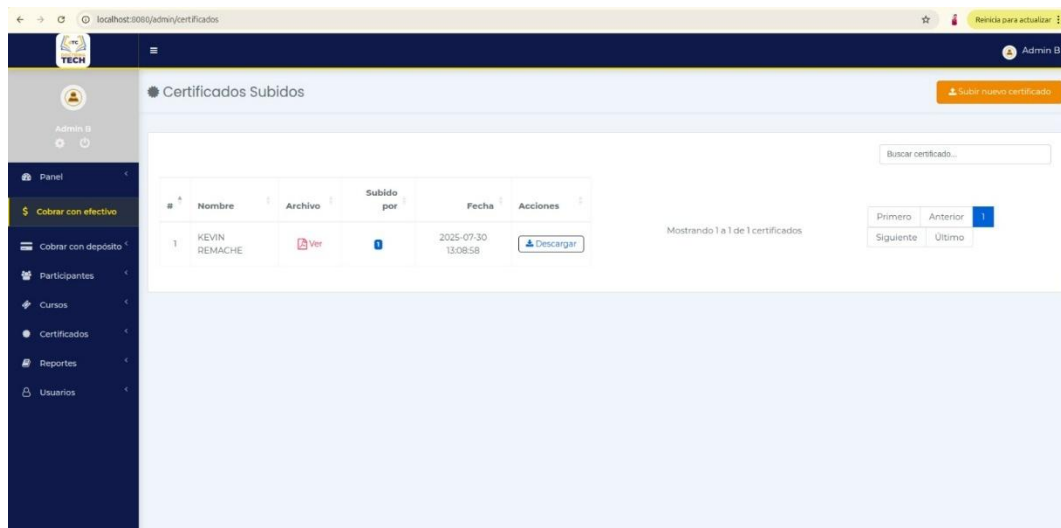 localhost:8080/admin/certificados
Reinicia para actualizar
ITC
TECH
Admin B
Admin B
Certificados Subidos
Subir nuevo certificado
Buscar certificado...
Panel
Cobrar con efectivo
Cobrar con depósito
Participantes
Cursos
Certificados
Reportes
Usuarios
# Nombre Archivo Subido por Fecha Acciones
1 KEVIN REMACHE Ver 1 2025-07-30 13:08:58 Descargar
Mostrando 1 a 1 de 1 certificados
Primero Anterior 1
Siguiente Último